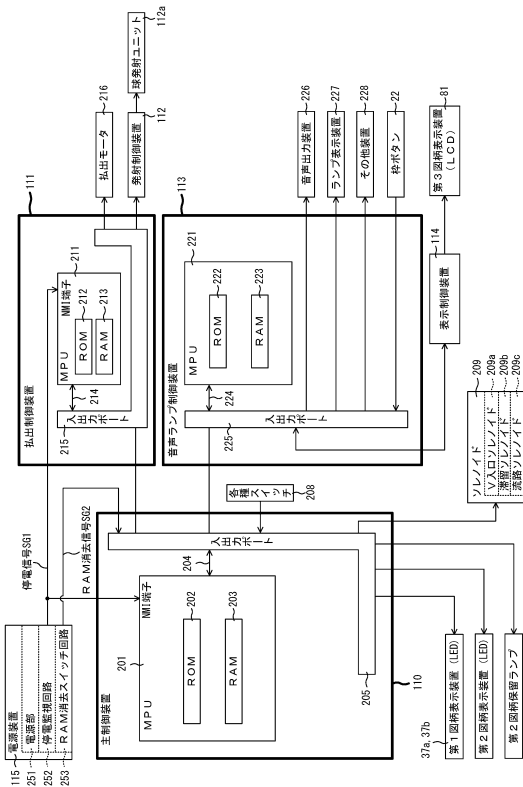 電源装置
電源部
停電監視回路
RAM消去スイッチ回路
115
251
252
253
停電信号SG1
RAM消去信号SG2
払出制御装置
111
MPU
NMI端子
211
ROM
212
RAM
213
214
215
入出力ポート
払出モータ
216
発射制御装置
112
球発射ユニット
112a
音声ランプ制御装置
113
MPU
221
ROM
222
RAM
223
224
225
入出力ポート
音声出力装置
226
ランプ表示装置
227
その他装置
228
枠ボタン
22
表示制御装置
114
第3図柄表示装置
(LCD)
81
主制御装置
110
MPU
201
NMI端子
ROM
202
RAM
203
204
205
入出力ポート
各種スイッチ
208
ソレノイド
209
V入口ソレノイド
209a
滞留ソレノイド
209b
流路ソレノイド
209c
37a, 37b
第1図柄表示装置(LED)
第2図柄表示装置(LED)
第2図柄保留ランプ